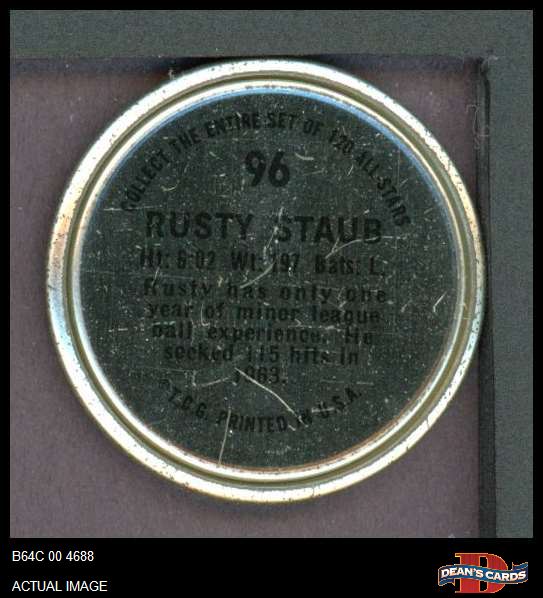 COLLECT THE ENTIRE SET OF 120 ALL-STARS
96
RUSTY STAUB
Ht: 6:02 Wt: 197 Bats: L.
Rusty has only one
year of minor league
ball experience. He
socked 115 hits in
1963.
© T.C.G. PRINTED IN U.S.A.
B64C 00 4688
ACTUAL IMAGE
D
DEAN'S CARDS